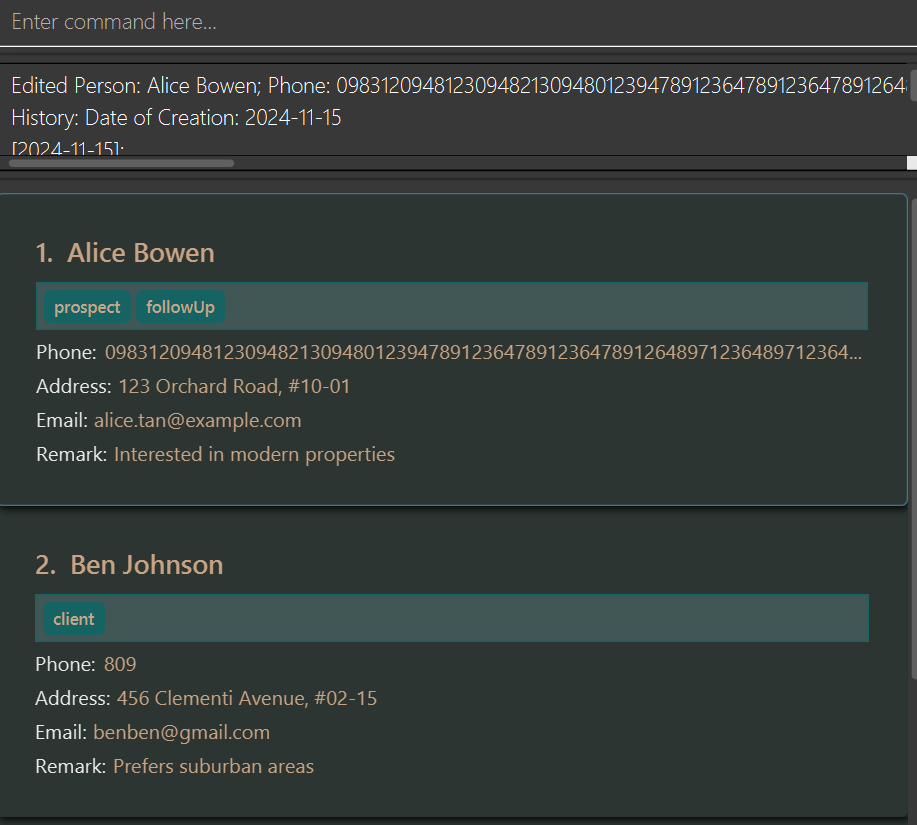 Enter command here...
Edited Person: Alice Bowen; Phone: 09831209481230948213094801239478912364789123647891264
History: Date of Creation: 2024-11-15
[2024-11-15]:
1. Alice Bowen
prospect followUp
Phone: 09831209481230948213094801239478912364789123647891264897123648971236489712364...
Address: 123 Orchard Road, #10-01
Email: alice.tan@example.com
Remark: Interested in modern properties
2. Ben Johnson
client
Phone: 809
Address: 456 Clementi Avenue, #02-15
Email: benben@gmail.com
Remark: Prefers suburban areas